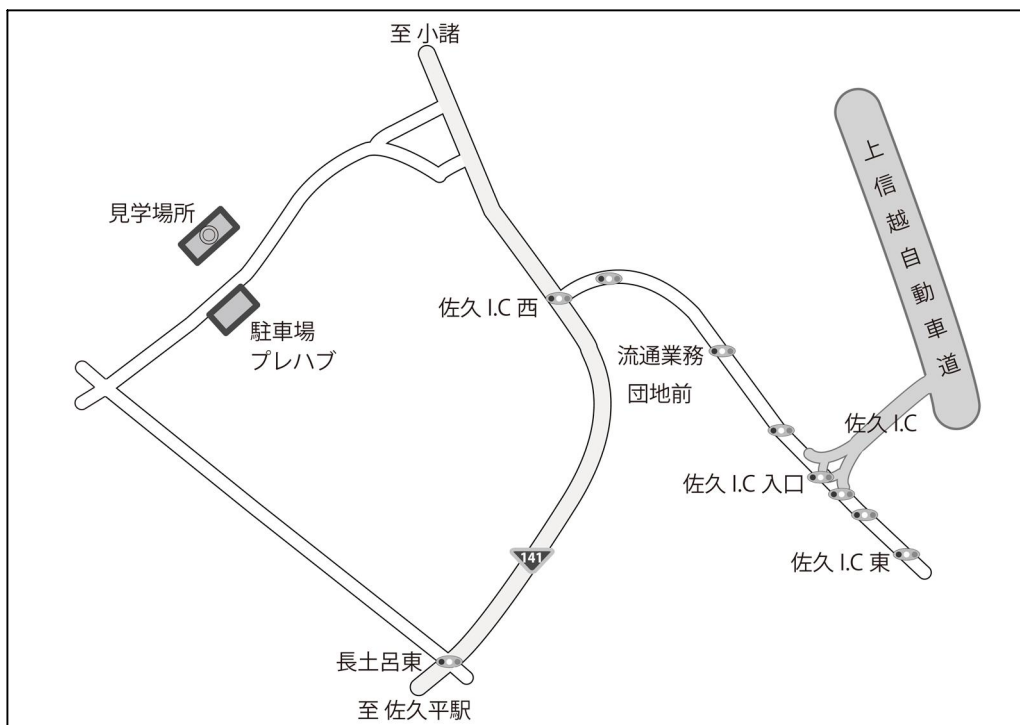 至 小諸
上信越自動車道
見学場所
佐久 I.C 西
駐車場
プレハブ
流通業務
団地前
佐久 I.C
佐久 I.C 入口
141
佐久 I.C 東
長土呂東
至 佐久平駅